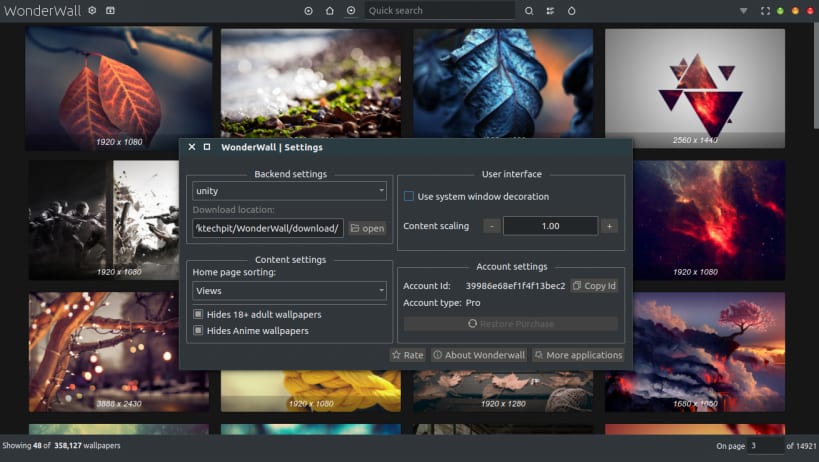 WonderWall
Quick search
1920 x 1080
2560 x 1440
WonderWall | Settings
Backend settings
unity
Download location:
ktechpit/WonderWall/download/
open
Content settings
Home page sorting:
Views
Hides 18+ adult wallpapers
Hides Anime wallpapers
User interface
Use system window decoration
Content scaling
-
1.00
+
Account settings
Account Id:
39986e68ef1f4f13bec2
Copy Id
Account type:
Pro
Restore Purchase
Rate
About Wonderwall
More applications
1920 x 1080
1920 x 1080
3888 x 2430
1920 x 1080
1920 x 1280
1680 x 1050
Showing 48 of 358,127 wallpapers
On page 3 of 14921